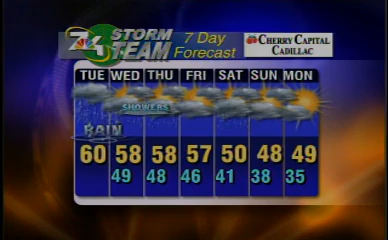 7&4 STORM TEAM
7 Day Forecast
CHERRY CAPITAL
CADILLAC
TUE WED THU FRI SAT SUN MON
SHOWERS
RAIN
60 58 58 57 50 48 49
49 48 46 41 38 35